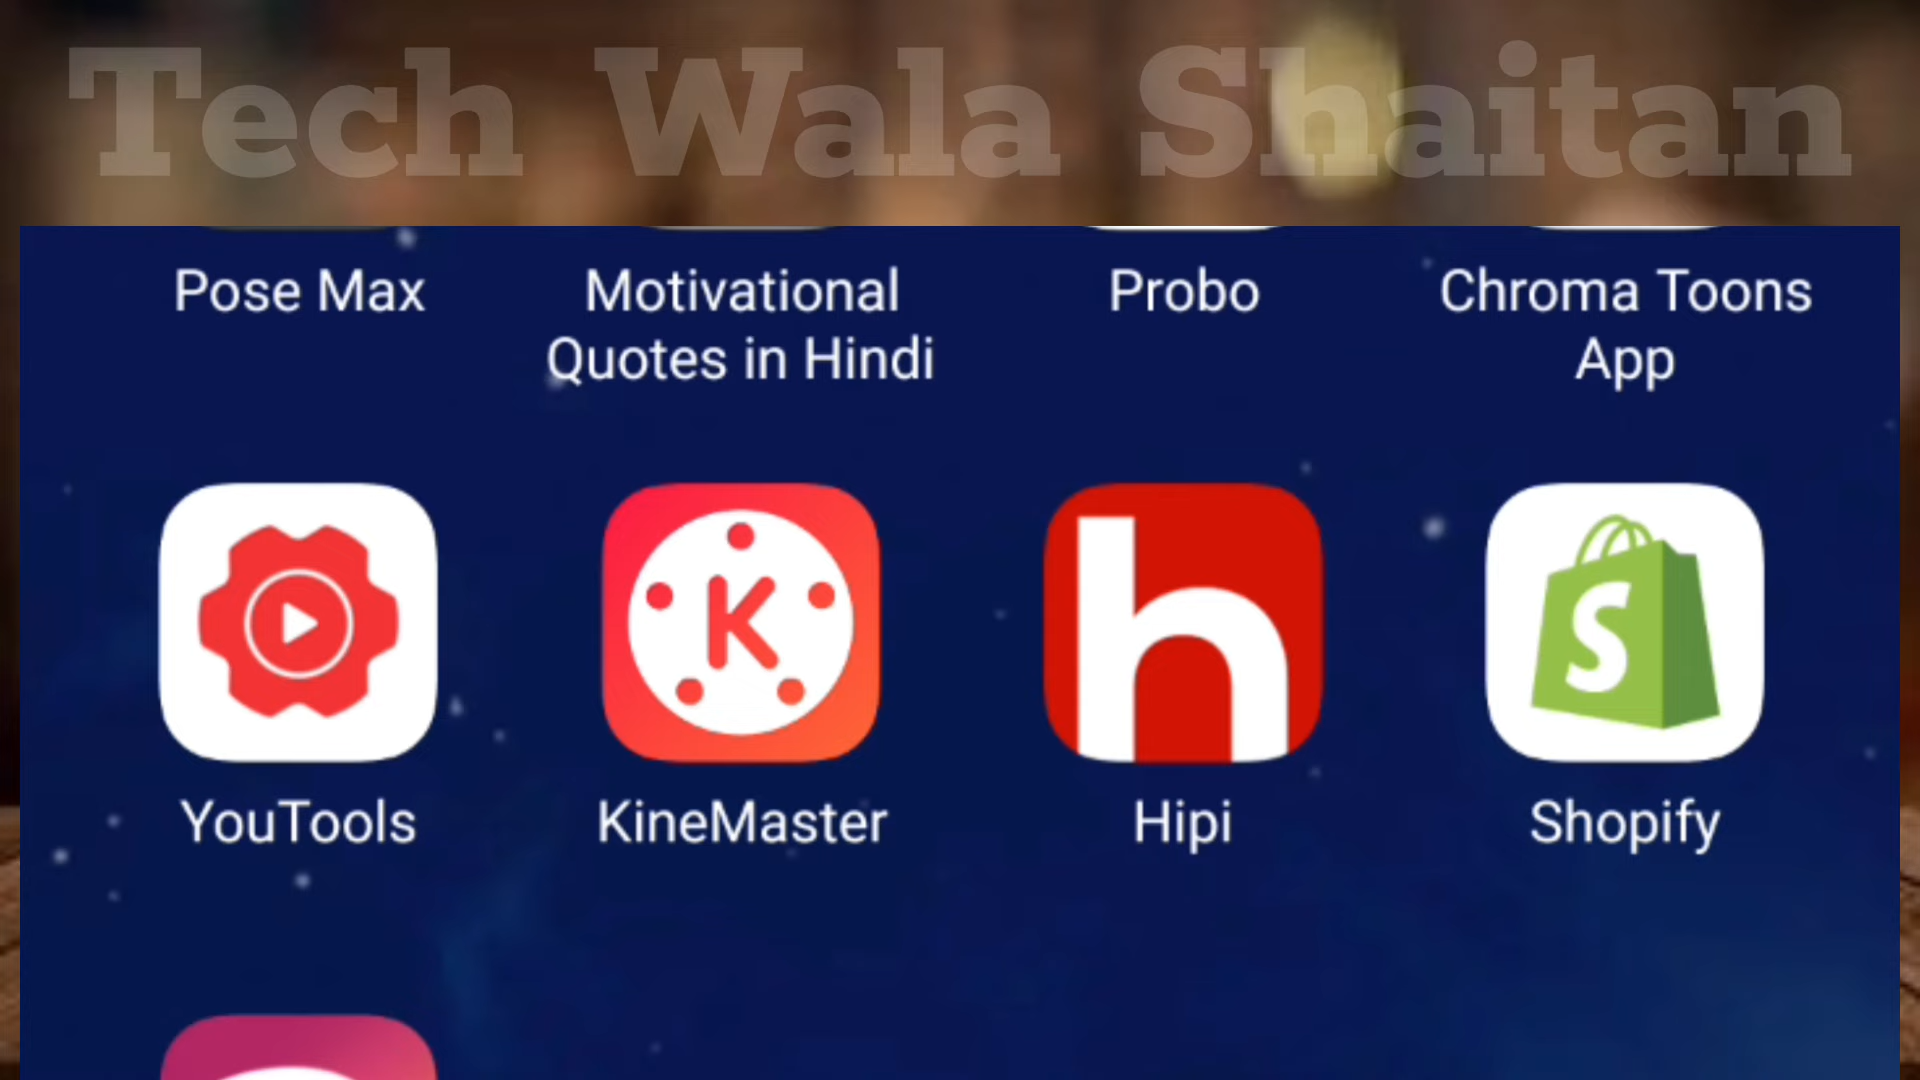 Tech Wala Shaitan
Pose Max
Motivational
Quotes in Hindi
Probo
Chroma Toons
App
K
h
S
YouTools
KineMaster
Hipi
Shopify